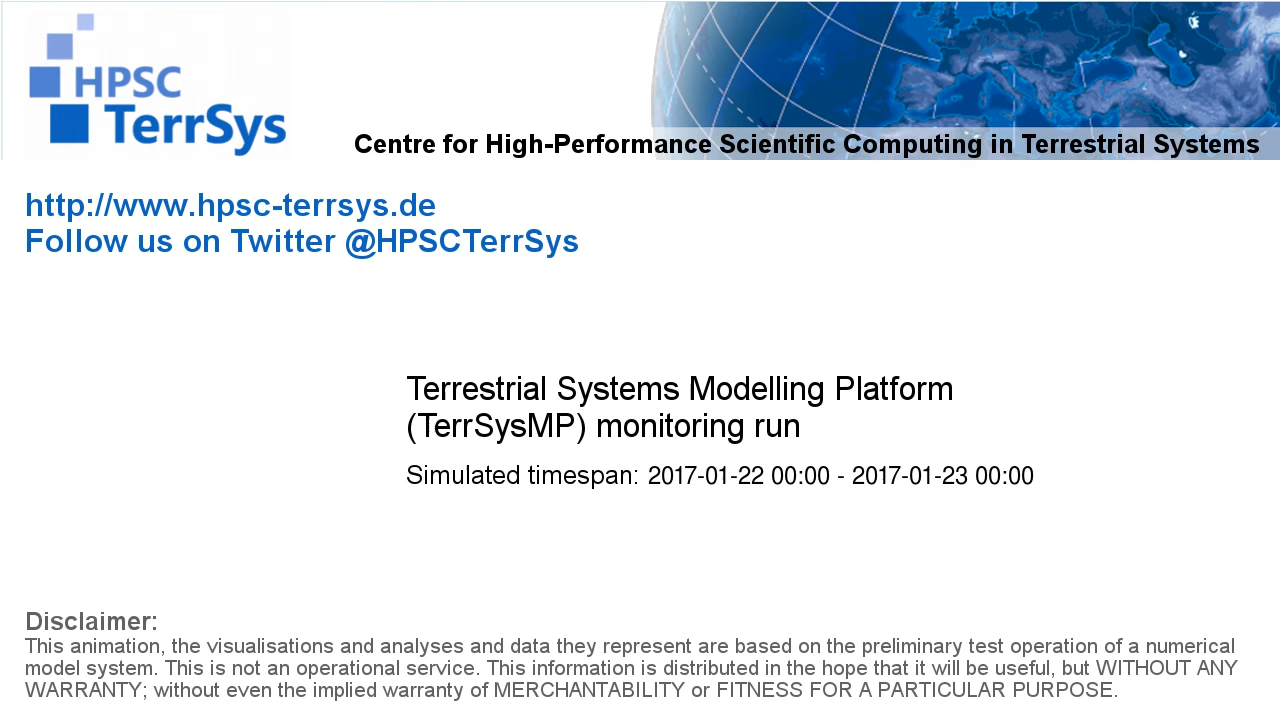 HPSC
TerrSys
Centre for High-Performance Scientific Computing in Terrestrial Systems
http://www.hpsc-terrsys.de
Follow us on Twitter @HPSCTerrSys
Terrestrial Systems Modelling Platform
(TerrSysMP) monitoring run
Simulated timespan: 2017-01-22 00:00 - 2017-01-23 00:00
Disclaimer:
This animation, the visualisations and analyses and data they represent are based on the preliminary test operation of a numerical
model system. This is not an operational service. This information is distributed in the hope that it will be useful, but WITHOUT ANY
WARRANTY; without even the implied warranty of MERCHANTABILITY or FITNESS FOR A PARTICULAR PURPOSE.